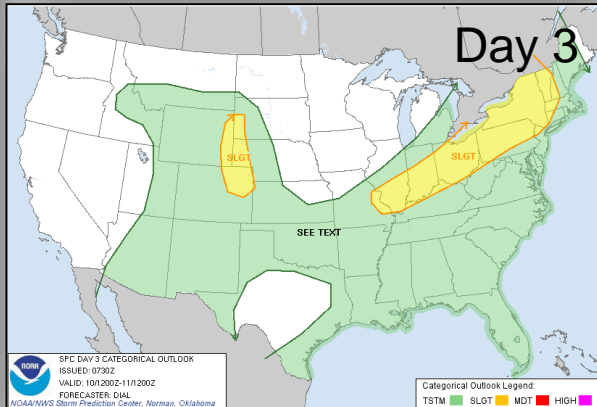 Day 3
SLGT
SLGT
SEE TEXT
NOAA
SPC DAY 3 CATEGORICAL OUTLOOK
ISSUED: 0730Z
VALID: 10/1200Z-11/1200Z
FORECASTER: DIAL
NOAA/NWS Storm Prediction Center, Norman, Oklahoma
Categorical Outlook Legend:
TSTM SLGT MDT HIGH